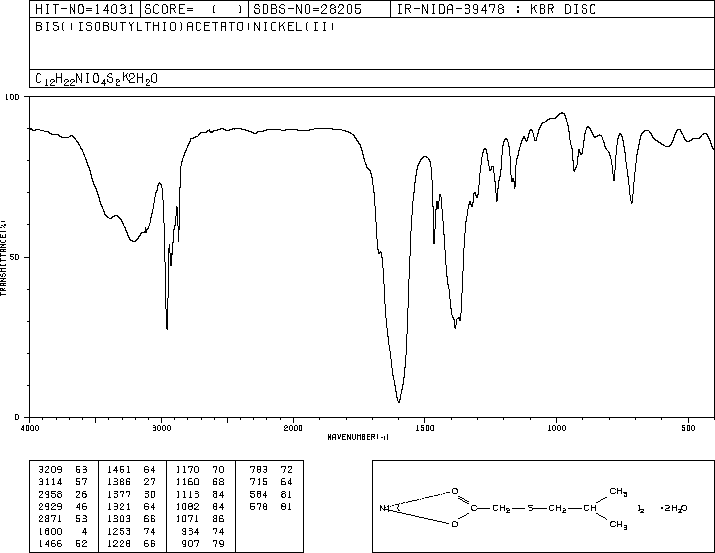 HIT-NO=14031 SCORE= ( ) SDBS-NO=28205 IR-NIDA-39478 : KBR DISC
BIS((ISOBUTYLTHIO)ACETATO)NICKEL(II)
C12H22NIO4S2K2H2O
100
50
0
TRANSMITTANCE(%)
4000 3000 2000 1500 1000 500
WAVENUMBER(-1)
3209 53 1461 64 1170 70 783 72
3114 57 1386 27 1160 68 715 64
2958 26 1377 30 1113 84 584 81
2929 46 1321 64 1082 84 578 81
2871 53 1303 66 1071 86
1600 4 1253 74 934 74
1466 52 1228 66 907 79
O CH3
Ni C—CH2—S—CH2—CH )2 ·2H2O
O CH3